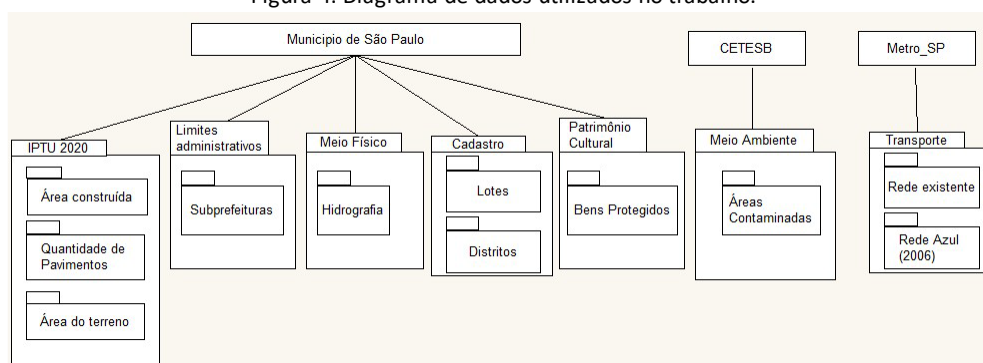 Figura 4: Diagrama de dados utilizados no trabalho.
Municipio de São Paulo
CETESB
Metro_SP
IPTU 2020
Área construída
Quantidade de
Pavimentos
Área do terreno
Limites
administrativos
Subprefeituras
Meio Físico
Hidrografia
Cadastro
Lotes
Distritos
Patrimônio
Cultural
Bens Protegidos
Meio Ambiente
Áreas
Contaminadas
Transporte
Rede existente
Rede Azul
(2006)